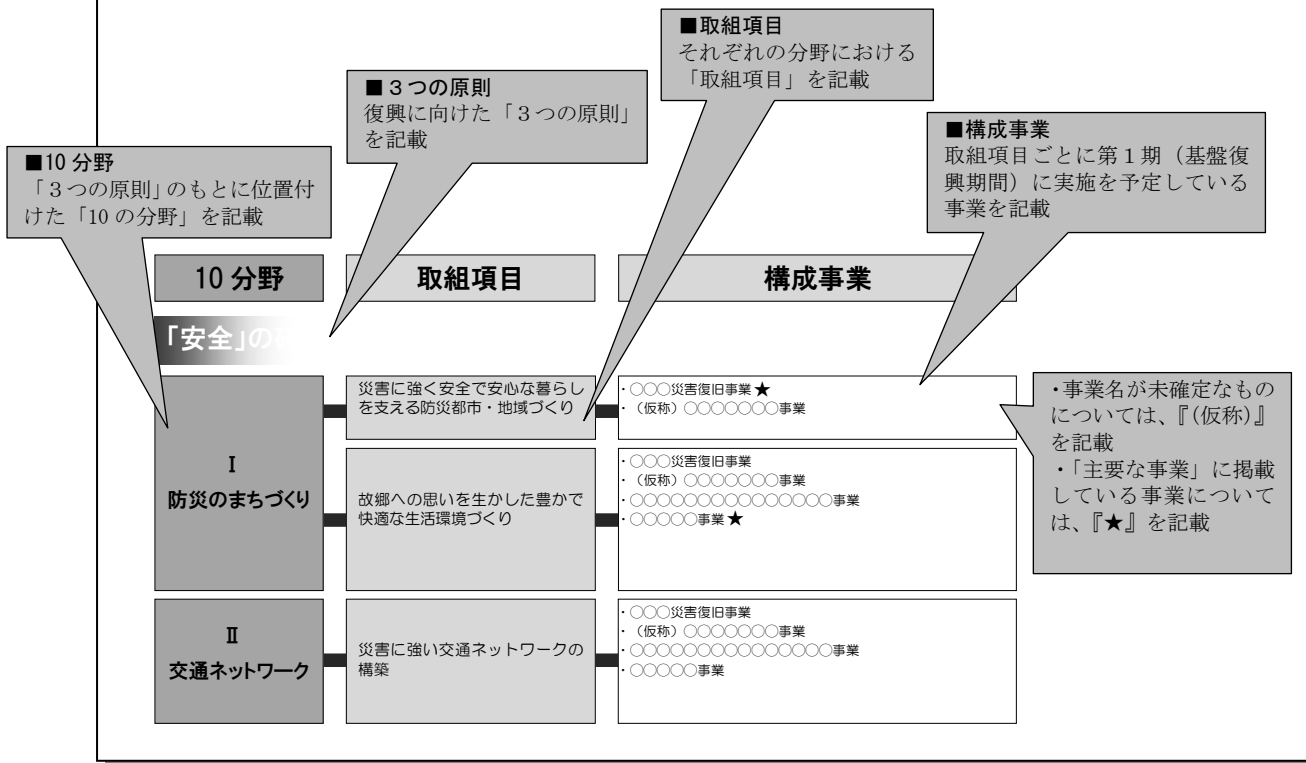 ■取組項目
それぞれの分野における
「取組項目」を記載
■３つの原則
復興に向けた「３つの原則」
を記載
■構成事業
取組項目ごとに第１期（基盤復
興期間）に実施を予定している
事業を記載
■10 分野
「３つの原則」のもとに位置付
けた「10 の分野」を記載
10 分野
取組項目
構成事業
「安全」の
Ⅰ
防災のまちづくり
災害に強く安全で安心な暮らし
を支える防災都市・地域づくり
・○○○災害復旧事業★
・（仮称）○○○○○○○事業
・事業名が未確定なもの
については、『(仮称)』
を記載
・「主要な事業」に掲載
している事業について
は、『★』を記載
故郷への思いを生かした豊かで
快適な生活環境づくり
・○○○災害復旧事業
・（仮称）○○○○○○○事業
・○○○○○○○○○○○○○○○事業
・○○○○○事業★
Ⅱ
交通ネットワーク
災害に強い交通ネットワークの
構築
・○○○災害復旧事業
・（仮称）○○○○○○○事業
・○○○○○○○○○○○○○○○事業
・○○○○○事業